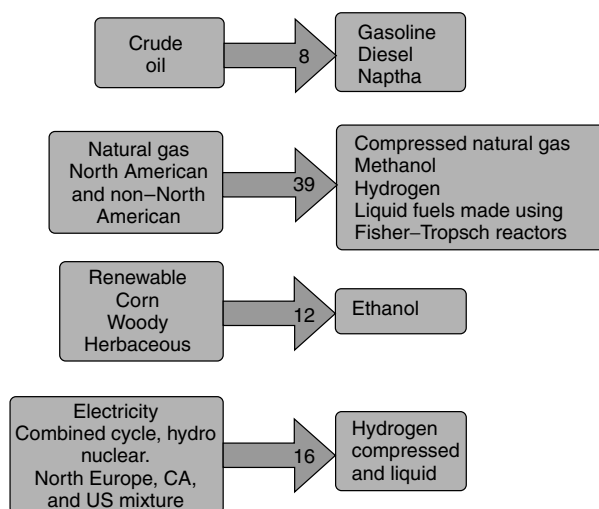 Crude
oil
8
Gasoline
Diesel
Naptha
Natural gas
North American
and non–North
American
39
Compressed natural gas
Methanol
Hydrogen
Liquid fuels made using
Fisher–Tropsch reactors
Renewable
Corn
Woody
Herbaceous
12
Ethanol
Electricity
Combined cycle, hydro
nuclear.
North Europe, CA,
and US mixture
16
Hydrogen
compressed
and liquid